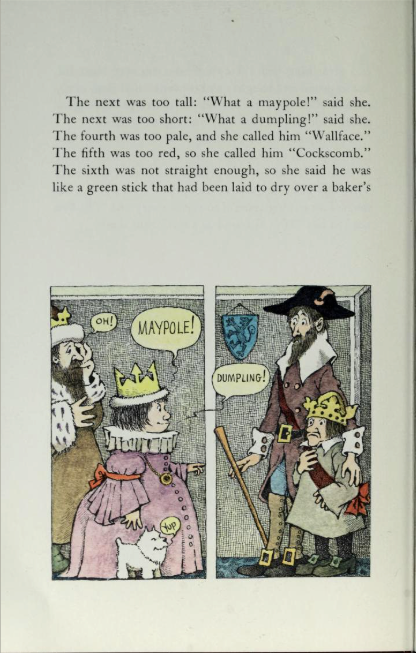 The next was too tall: “What a maypole!” said she.
The next was too short: “What a dumpling!” said she.
The fourth was too pale, and she called him “Wallface.”
The fifth was too red, so she called him “Cockscomb.”
The sixth was not straight enough, so she said he was
like a green stick that had been laid to dry over a baker’s
OH!
MAYPOLE!
DUMPLING!
YUP